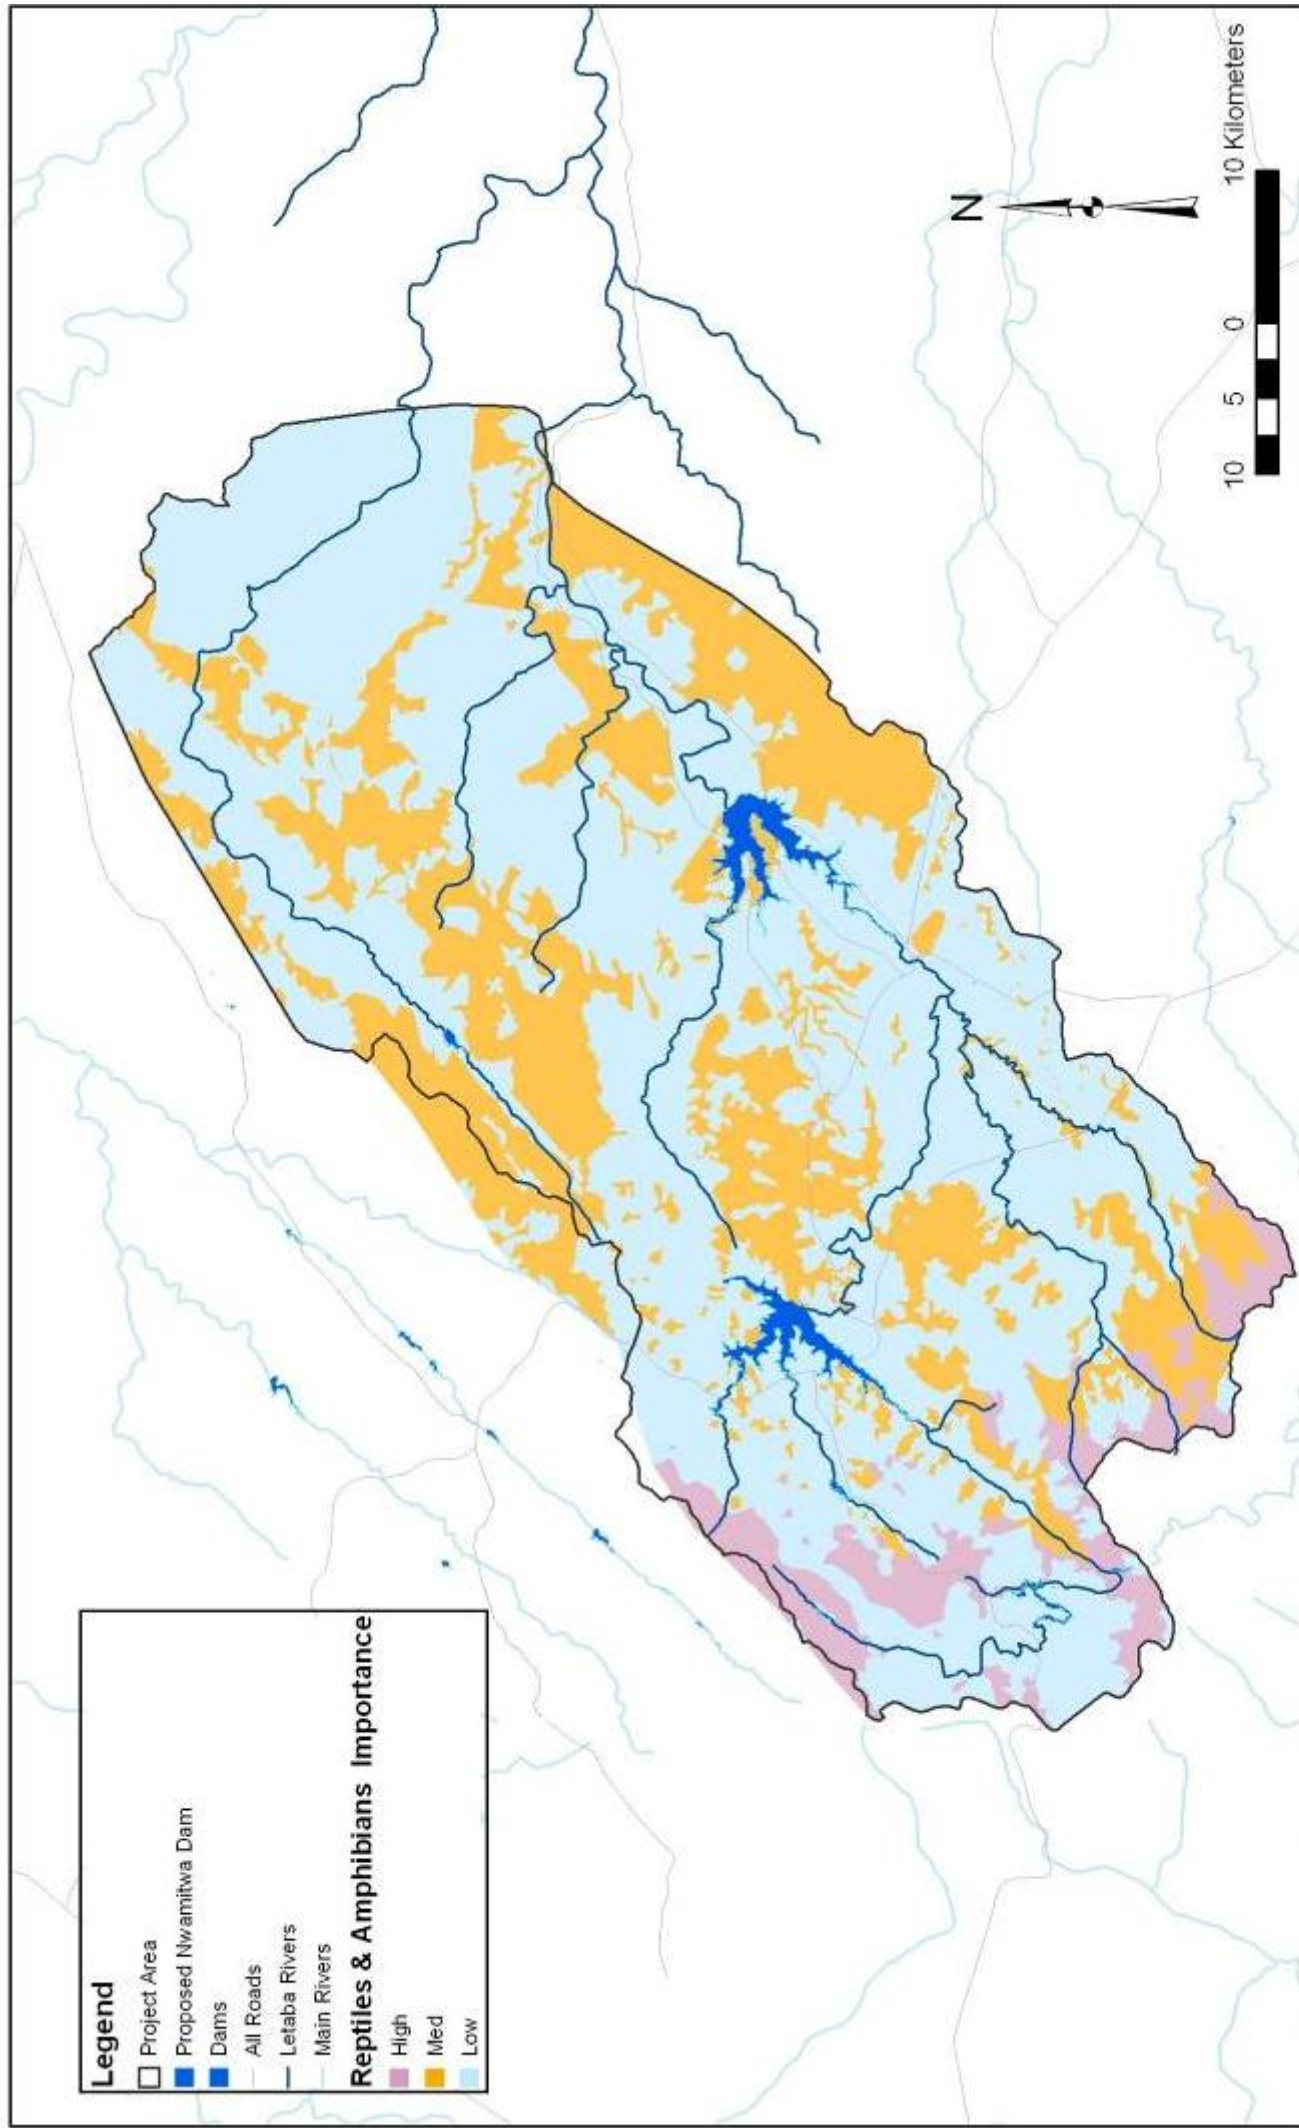 Legend
Project Area
Proposed Nwamitwa Dam
Dams
All Roads
Letaba Rivers
Main Rivers
Reptiles & Amphibians Importance
High
Med
Low
N
10 5 0 10 Kilometers